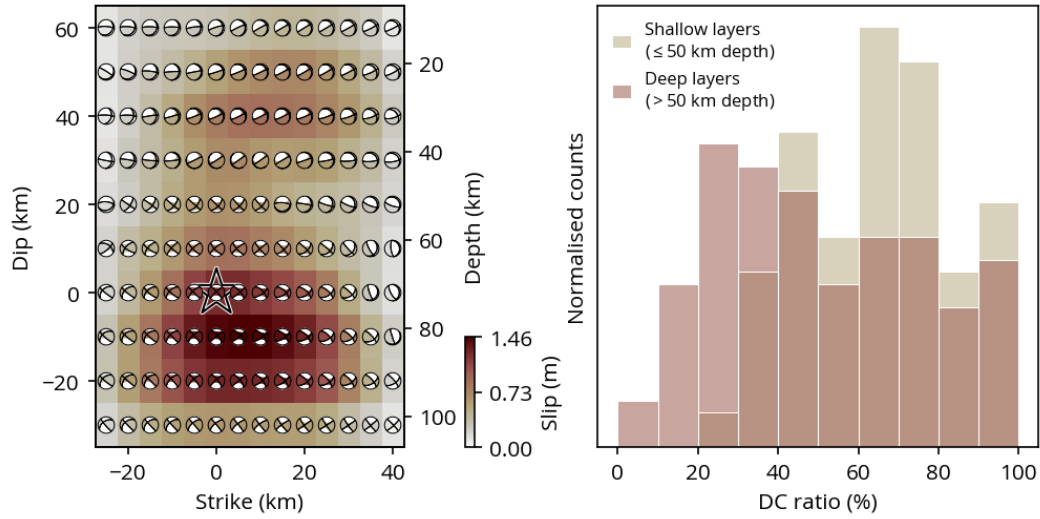 60
40
20
0
−20
Dip (km)
−20
0
20
40
Strike (km)
20
40
60
80
100
Depth (km)
1.46
0.73
0.00
Slip (m)
Shallow layers
(≤ 50 km depth)
Deep layers
(> 50 km depth)
Normalised counts
0
20
40
60
80
100
DC ratio (%)